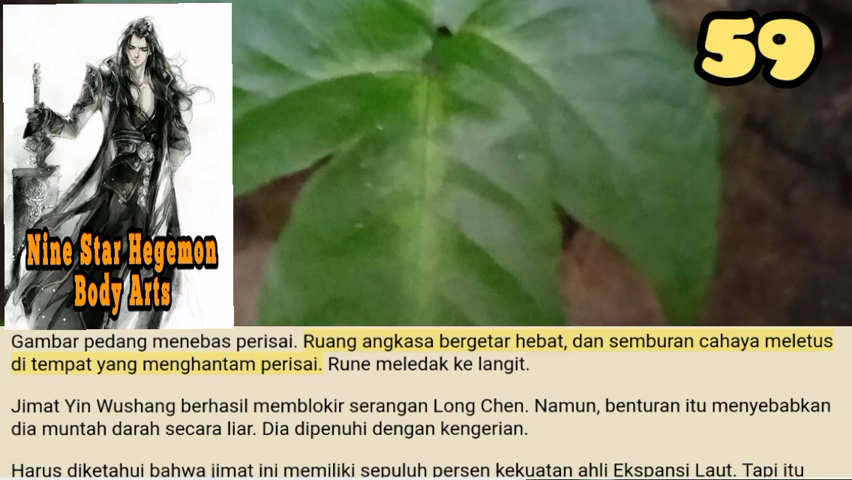 59
Nine Star Hegemon
Body Arts
Gambar pedang menebas perisai. Ruang angkasa bergetar hebat, dan semburan cahaya meletus
di tempat yang menghantam perisai. Rune meledak ke langit.
Jimat Yin Wushang berhasil memblokir serangan Long Chen. Namun, benturan itu menyebabkan
dia muntah darah secara liar. Dia dipenuhi dengan kengerian.
Harus diketahui bahwa jimat ini memiliki sepuluh persen kekuatan ahli Ekspansi Laut. Tapi itu